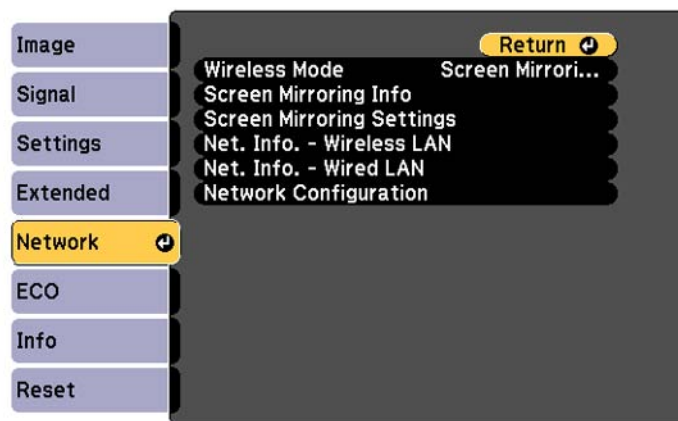 Image
Signal
Settings
Extended
Network
ECO
Info
Reset
Return
Wireless Mode Screen Mirrori...
Screen Mirroring Info
Screen Mirroring Settings
Net. Info. - Wireless LAN
Net. Info. - Wired LAN
Network Configuration